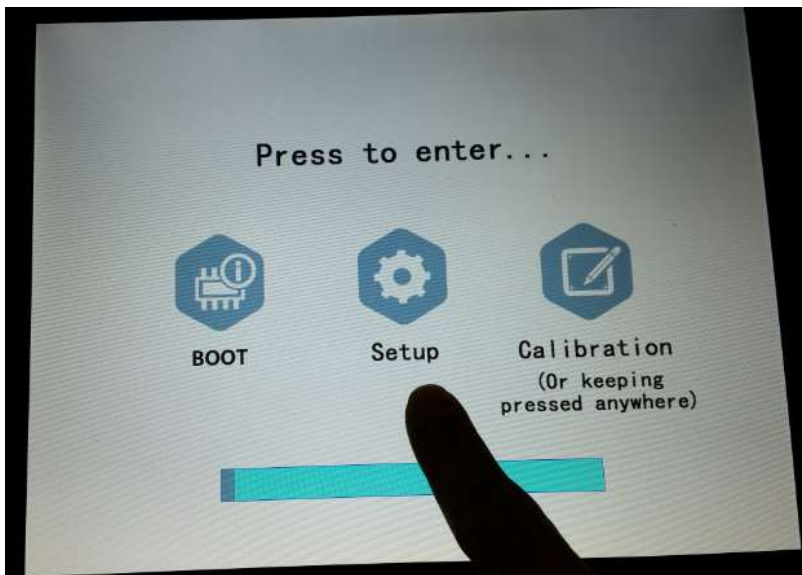 Press to enter...
BOOT
Setup
Calibration
(Or keeping
pressed anywhere)